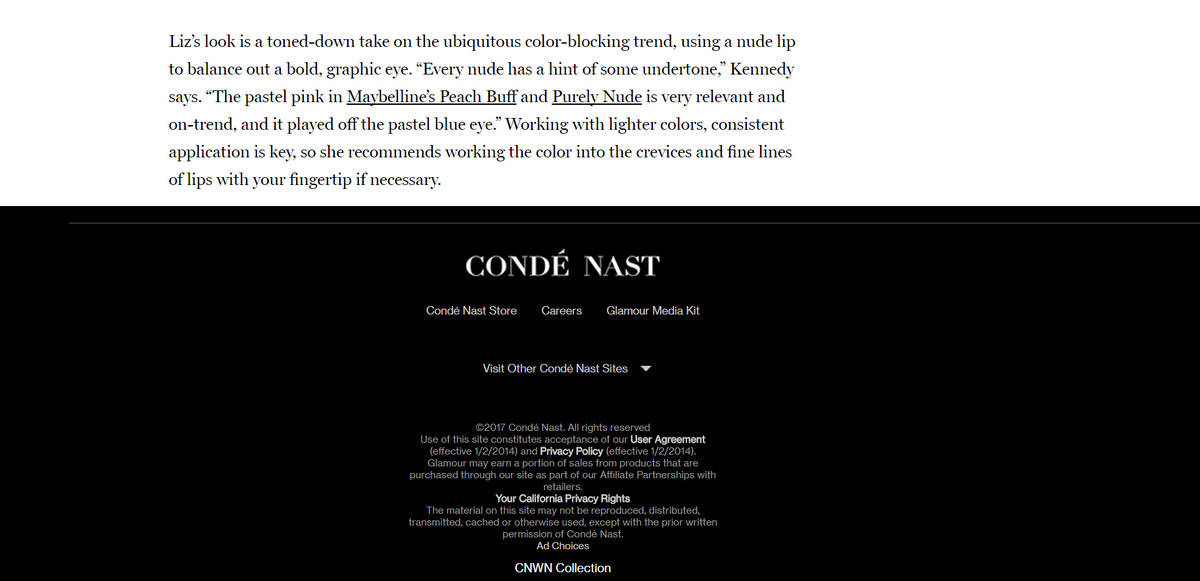 Liz’s look is a toned-down take on the ubiquitous color-blocking trend, using a nude lip
to balance out a bold, graphic eye. “Every nude has a hint of some undertone,” Kennedy
says. “The pastel pink in Maybelline’s Peach Buff and Purely Nude is very relevant and
on-trend, and it played off the pastel blue eye.” Working with lighter colors, consistent
application is key, so she recommends working the color into the crevices and fine lines
of lips with your fingertip if necessary.
CONDÉ NAST
Condé Nast Store Careers Glamour Media Kit
Visit Other Condé Nast Sites
©2017 Condé Nast. All rights reserved
Use of this site constitutes acceptance of our User Agreement
(effective 1/2/2014) and Privacy Policy (effective 1/2/2014).
Glamour may earn a portion of sales from products that are
purchased through our site as part of our Affiliate Partnerships with
retailers.
Your California Privacy Rights
The material on this site may not be reproduced, distributed,
transmitted, cached or otherwise used, except with the prior written
permission of Condé Nast.
Ad Choices
CNWN Collection